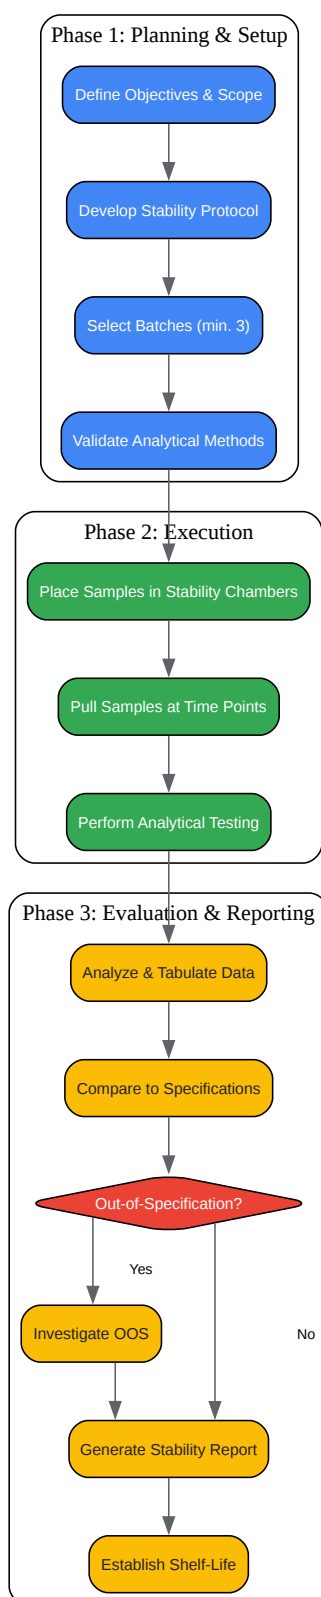 Phase 1: Planning & Setup
Define Objectives & Scope
Develop Stability Protocol
Select Batches (min. 3)
Validate Analytical Methods
Phase 2: Execution
Place Samples in Stability Chambers
Pull Samples at Time Points
Perform Analytical Testing
Phase 3: Evaluation & Reporting
Analyze & Tabulate Data
Compare to Specifications
Out-of-Specification?
Yes
Investigate OOS
No
Generate Stability Report
Establish Shelf-Life